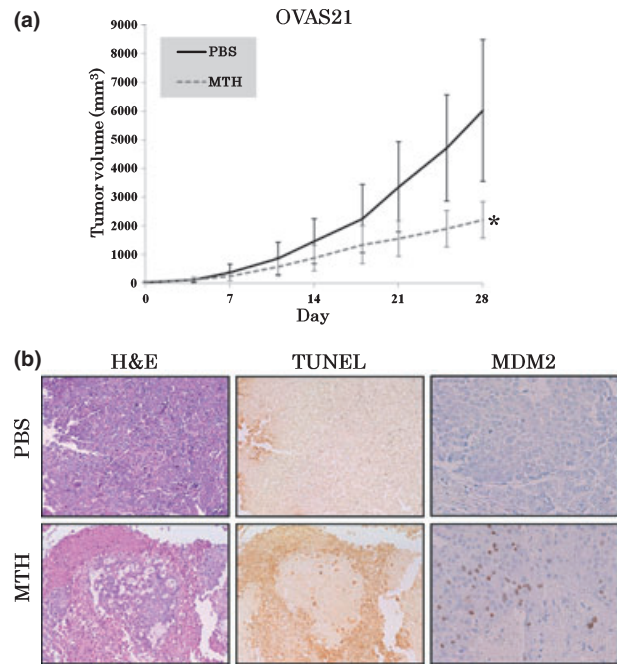 (a)
OVAS21
9000
8000
7000
6000
5000
4000
3000
2000
1000
0
Tumor volume (mm³)
PBS
MTH
*
0 7 14 21 28
Day
(b)
H&E TUNEL MDM2
PBS
MTH